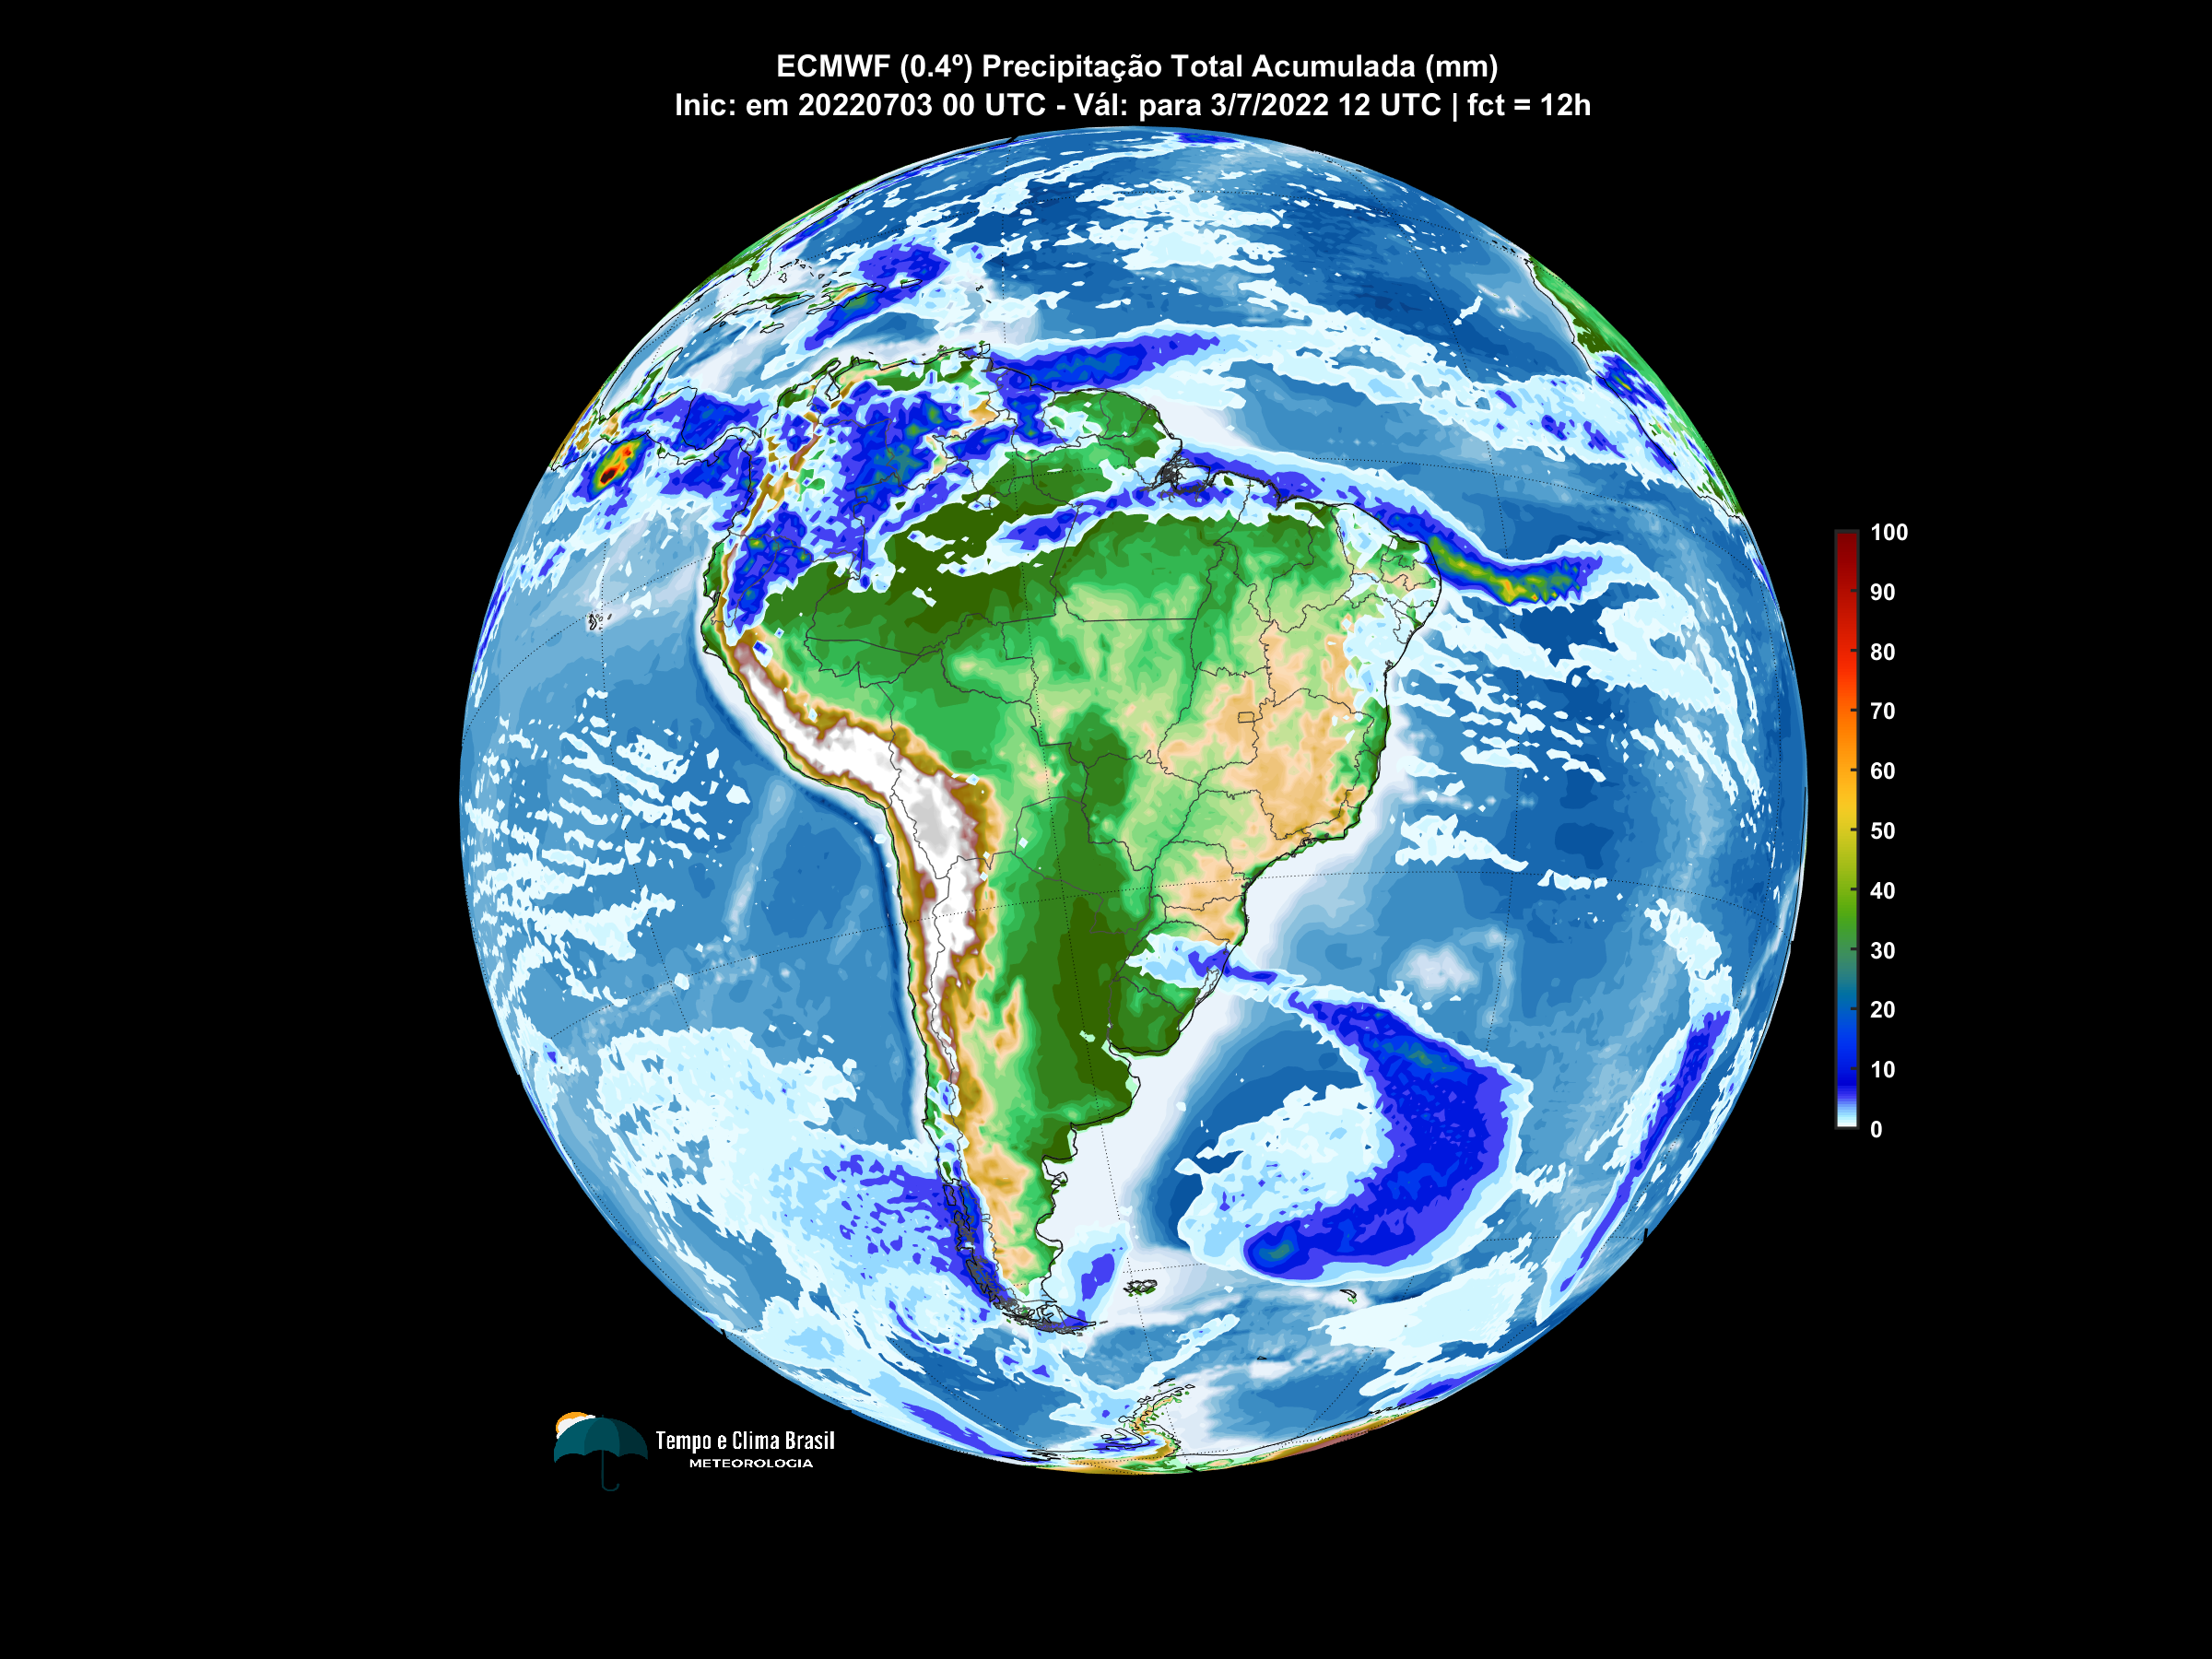 ECMWF (0.4º) Precipitação Total Acumulada (mm)
Inic: em 20220703 00 UTC - Vál: para 3/7/2022 12 UTC | fct = 12h
100
90
80
70
60
50
40
30
20
10
0
Tempo e Clima Brasil
METEOROLOGIA